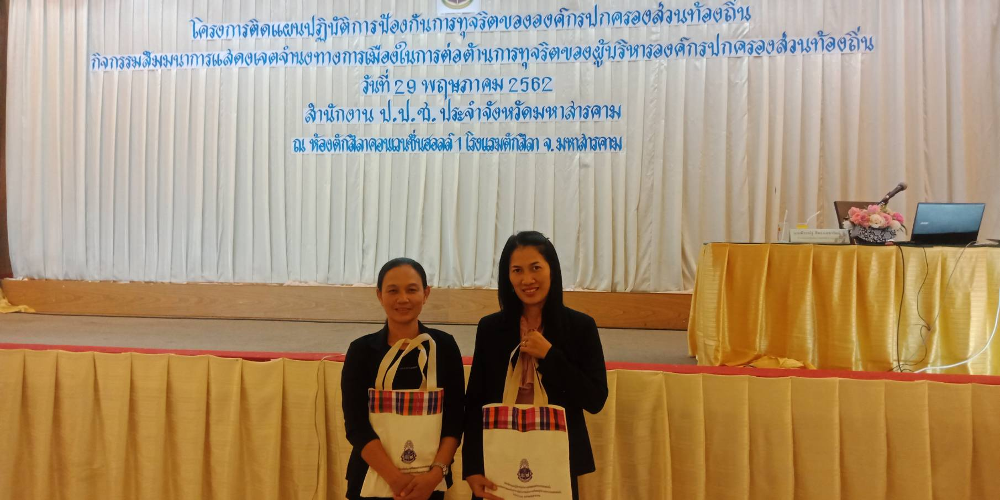 โครงการติดแผนปฏิบัติการป้องกันการทุจริตขององค์กรปกครองส่วนท้องถิ่น
กิจกรรมสัมมนาการแสดงเจตจำนงทางการเมืองในการต่อต้านการทุจริตของผู้บริหารองค์กรปกครองส่วนท้องถิ่น
วันที่ 29 พฤษภาคม 2562
สำนักงาน ป.ป.ช. ประจำจังหวัดมหาสารคาม
ณ ห้องตักสิลาคอนเวนชั่นฮอลล์ 1 โรงแรมตักสิลา จ.มหาสารคาม
acer